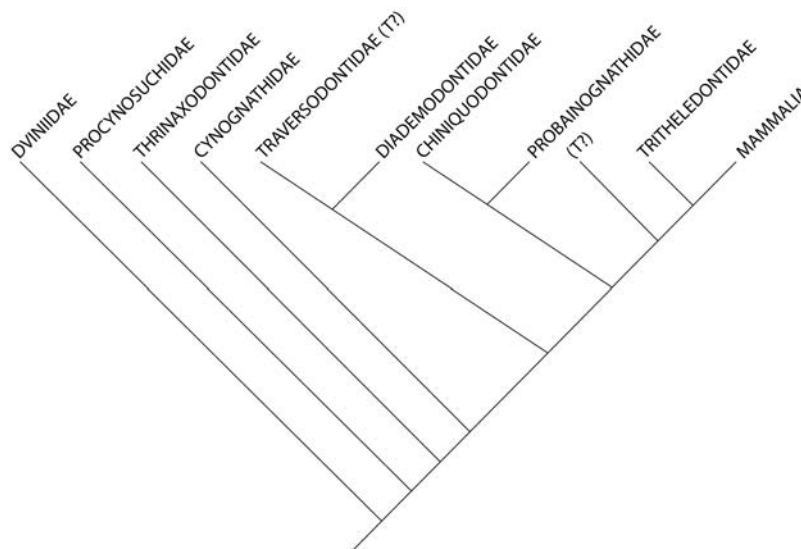 DVINIIDAE
PROCYNOSUCHIDAE
THRINAXODONTIDAE
CYNOGNATHIDAE
TRAVERSODONTIDAE (T?)
DIADEMODONTIDAE
CHINIQUODONTIDAE
PROBAINOGNATHIDAE
(T?)
TRITHELEDONTIDAE
MAMMALIA